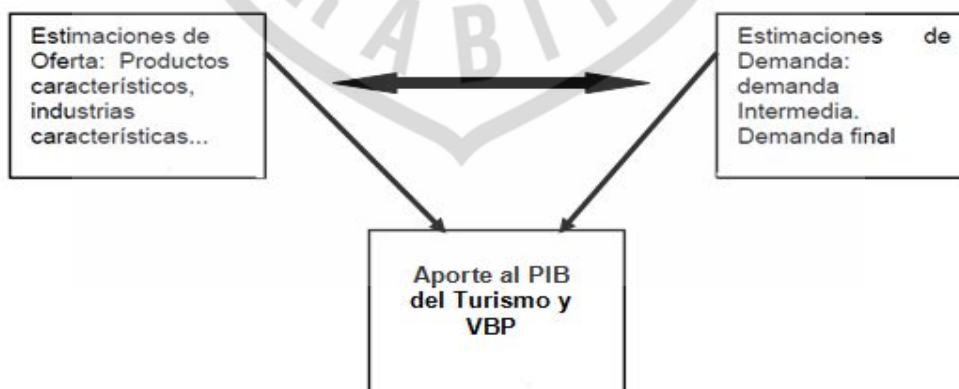 Estimaciones de
Oferta: Productos
característicos,
industrias
características...
Estimaciones de
Demanda:
demanda
Intermedia.
Demanda final
Aporte al PIB
del Turismo y
VBP